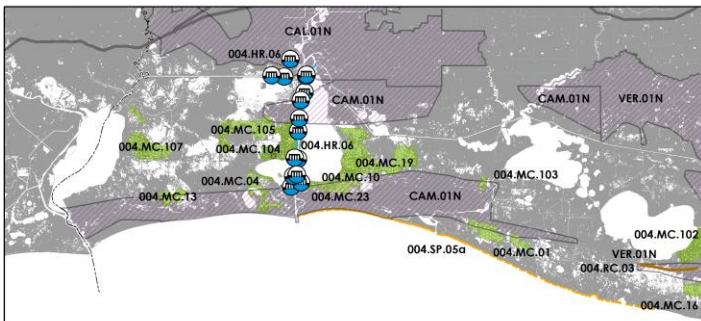 CAL.01N
004.HR.06
CAM.01N
CAM.01N
VER.01N
004.MC.105
004.HR.06
004.MC.107
004.MC.104
004.MC.19
004.MC.04
004.MC.10
004.MC.103
004.MC.13
004.MC.23
CAM.01N
004.MC.102
004.SP.05a
004.MC.01
VER.01N
004.RC.03
004.MC.16